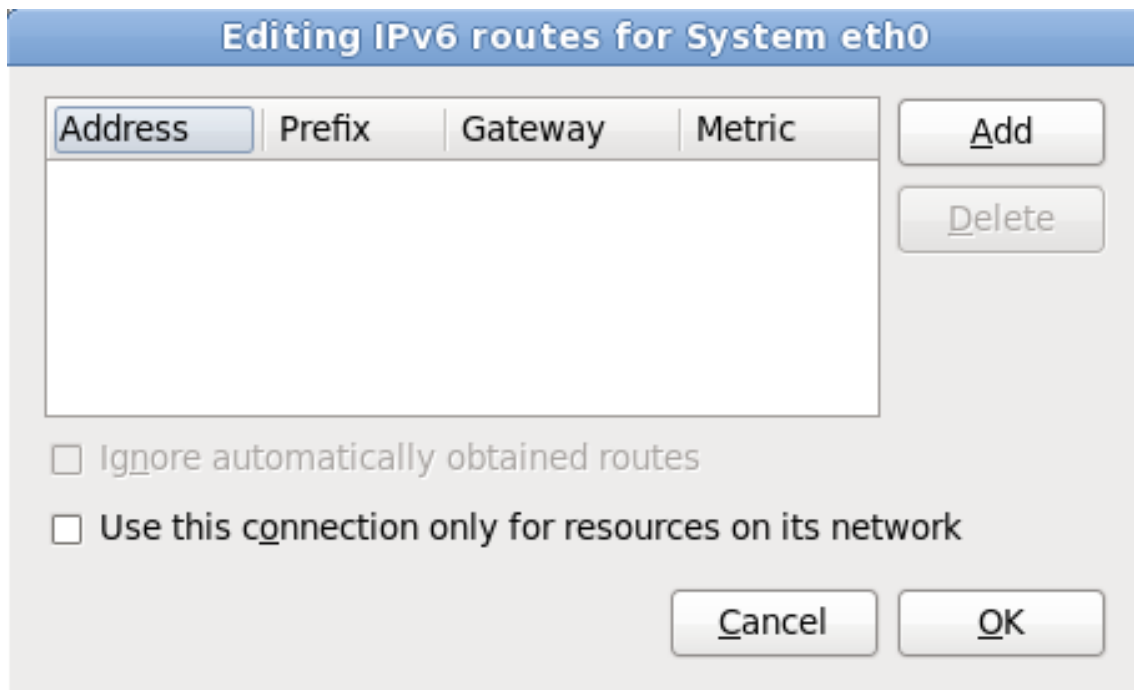 Editing IPv6 routes for System eth0
Address Prefix Gateway Metric
Add
Delete
Ignore automatically obtained routes
Use this connection only for resources on its network
Cancel OK